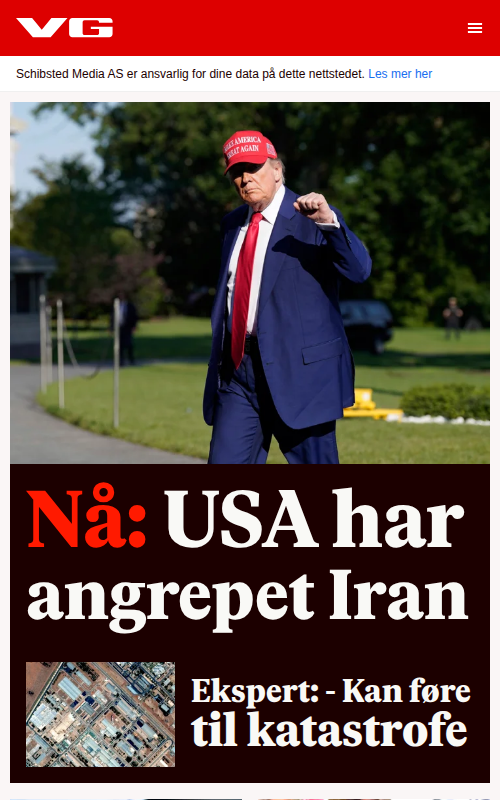 VG
Schibsted Media AS er ansvarlig for dine data på dette nettstedet. Les mer
MAKE AMERICA
GREAT AGAIN
Nå: USA har
angrepet Iran
Ekspert: - Kan føre
til katastrofe